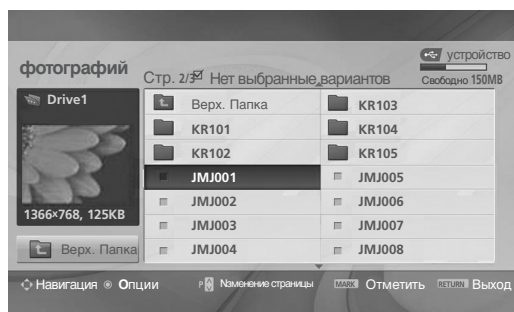 устройство
фотографий
Стр. 2/3 Нет выбранные вариантов
Свободно 150MB
Drive1
Верх. Папка
KR103
KR101
KR104
KR102
KR105
JMJ001
JMJ005
JMJ002
JMJ006
JMJ003
JMJ007
JMJ004
JMJ008
1366×768, 125KB
Верх. Папка
Навигация Опции P Nзменение страницы MARK Отметить RETURN Выход